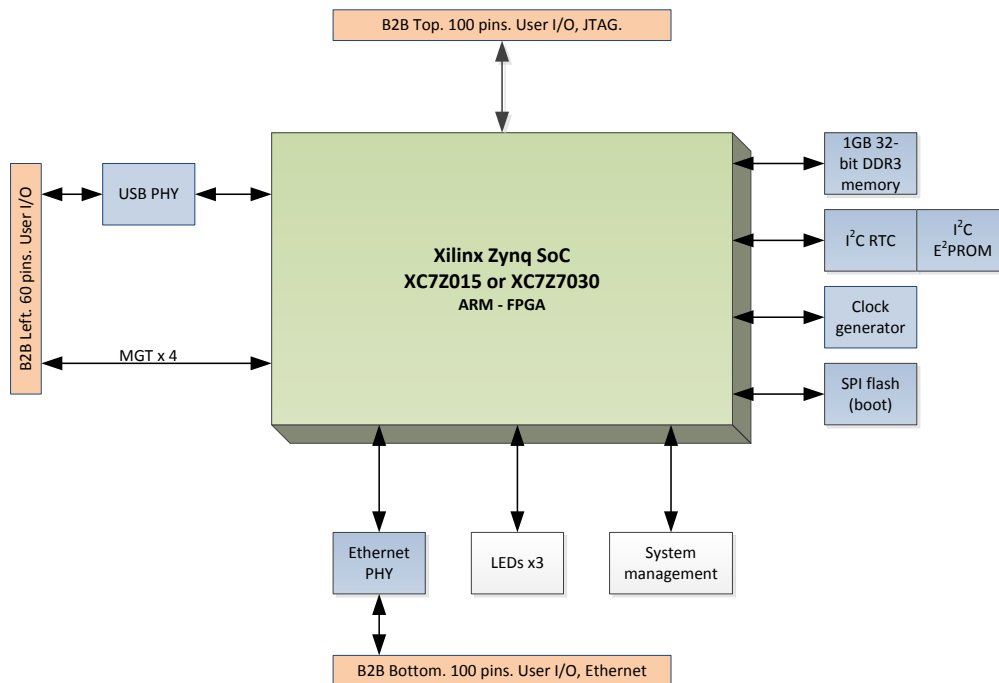 B2B Top. 100 pins. User I/O, JTAG.
B2B Left. 60 pins. User I/O
USB PHY
MGT x 4
Xilinx Zynq SoC
XC7Z015 or XC7Z7030
ARM - FPGA
1GB 32-
bit DDR3
memory
I²C RTC
I²C
E²PROM
Clock
generator
SPI flash
(boot)
Ethernet
PHY
LEDs x3
System
management
B2B Bottom. 100 pins. User I/O, Ethernet